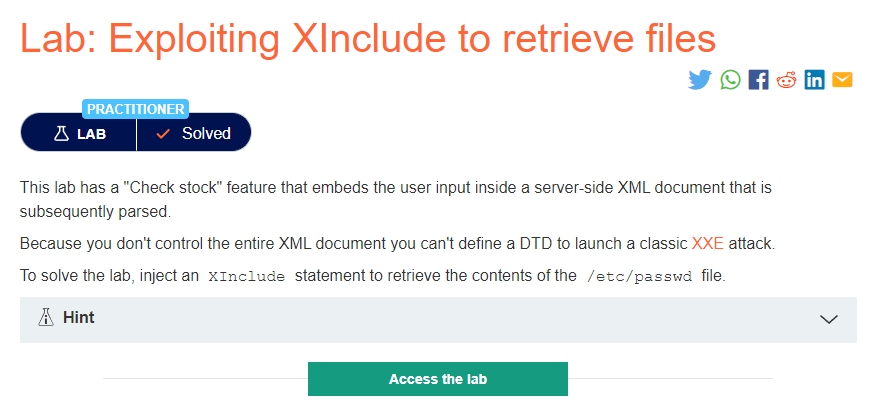 Lab: Exploiting XInclude to retrieve files
PRACTITIONER
LAB
Solved
This lab has a "Check stock" feature that embeds the user input inside a server-side XML document that is
subsequently parsed.
Because you don't control the entire XML document you can't define a DTD to launch a classic XXE attack.
To solve the lab, inject an XInclude statement to retrieve the contents of the /etc/passwd file.
Hint
Access the lab